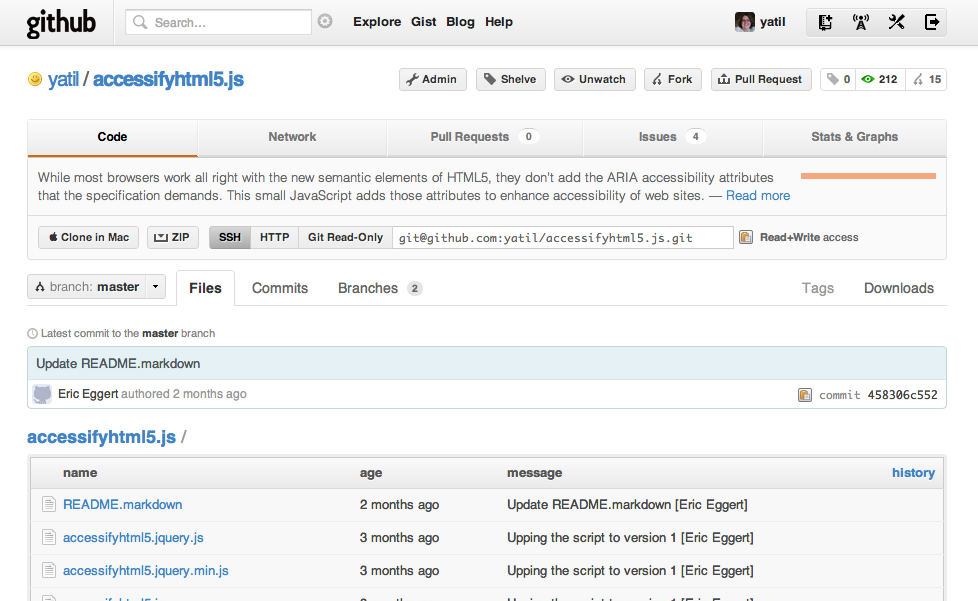 github Search... Explore Gist Blog Help yatil
yatil / accessifyhtml5.js Admin Shelve Unwatch Fork Pull Request 0 212 15
Code Network Pull Requests 0 Issues 4 Stats & Graphs
While most browsers work all right with the new semantic elements of HTML5, they don't add the ARIA accessibility attributes
that the specification demands. This small JavaScript adds those attributes to enhance accessibility of web sites. — Read more
Clone in Mac ZIP SSH HTTP Git Read-Only git@github.com:yatil/accessifyhtml5.js.git Read+Write access
branch: master Files Commits Branches 2 Tags Downloads
Latest commit to the master branch
Update README.markdown
Eric Eggert authored 2 months ago commit 458306c552
accessifyhtml5.js /
name age message history
README.markdown 2 months ago Update README.markdown [Eric Eggert]
accessifyhtml5.jquery.js 3 months ago Upping the script to version 1 [Eric Eggert]
accessifyhtml5.jquery.min.js 3 months ago Upping the script to version 1 [Eric Eggert]